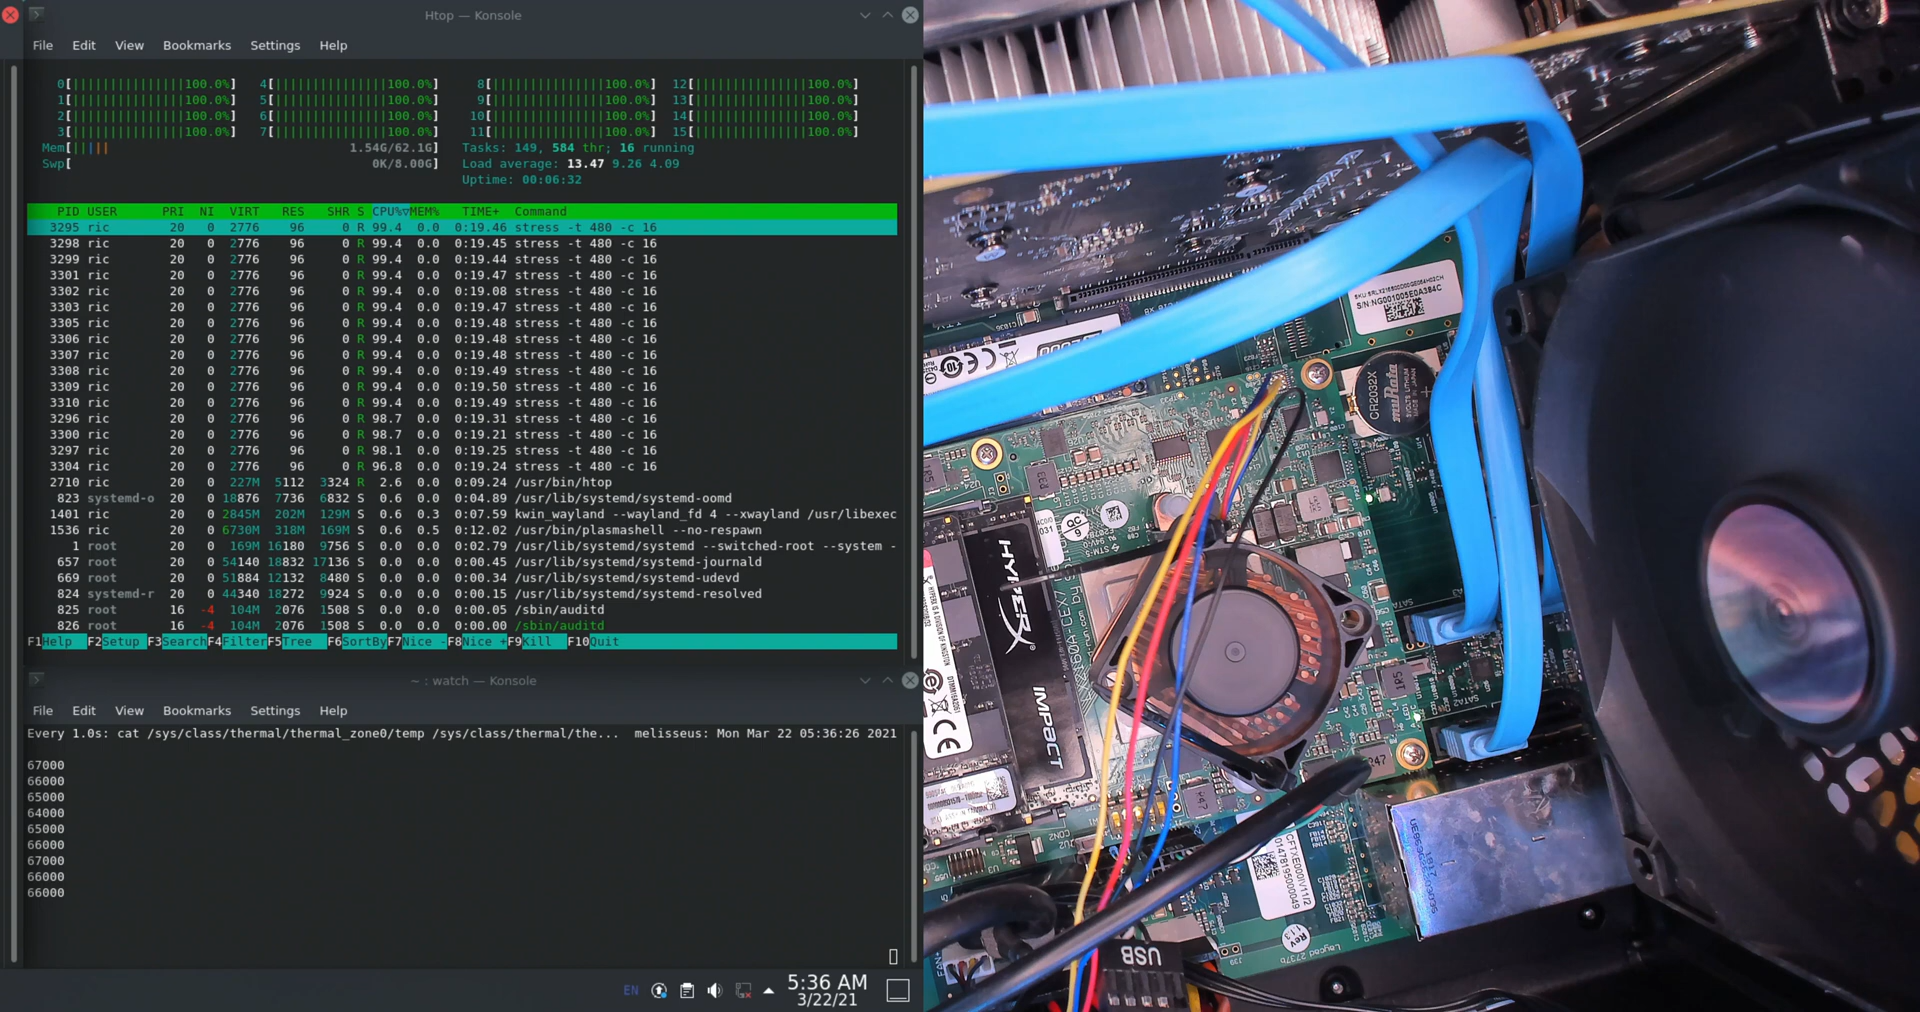 Htop — Konsole
File Edit View Bookmarks Settings Help
0[||||||||||||||||100.0%] 4[||||||||||||||||100.0%] 8[||||||||||||||||100.0%] 12[||||||||||||||||100.0%]
1[||||||||||||||||100.0%] 5[||||||||||||||||100.0%] 9[||||||||||||||||100.0%] 13[||||||||||||||||100.0%]
2[||||||||||||||||100.0%] 6[||||||||||||||||100.0%] 10[||||||||||||||||100.0%] 14[||||||||||||||||100.0%]
3[||||||||||||||||100.0%] 7[||||||||||||||||100.0%] 11[||||||||||||||||100.0%] 15[||||||||||||||||100.0%]
Mem[||||| 1.54G/62.1G] Tasks: 149, 584 thr; 16 running
Swp[ 0K/8.00G] Load average: 13.47 9.26 4.09
Uptime: 00:06:32
PID USER PRI NI VIRT RES SHR S CPU%▽MEM% TIME+ Command
3295 ric 20 0 2776 96 0 R 99.4 0.0 0:19.46 stress -t 480 -c 16
3298 ric 20 0 2776 96 0 R 99.4 0.0 0:19.45 stress -t 480 -c 16
3299 ric 20 0 2776 96 0 R 99.4 0.0 0:19.44 stress -t 480 -c 16
3301 ric 20 0 2776 96 0 R 99.4 0.0 0:19.47 stress -t 480 -c 16
3302 ric 20 0 2776 96 0 R 99.4 0.0 0:19.08 stress -t 480 -c 16
3303 ric 20 0 2776 96 0 R 99.4 0.0 0:19.47 stress -t 480 -c 16
3305 ric 20 0 2776 96 0 R 99.4 0.0 0:19.48 stress -t 480 -c 16
3306 ric 20 0 2776 96 0 R 99.4 0.0 0:19.48 stress -t 480 -c 16
3307 ric 20 0 2776 96 0 R 99.4 0.0 0:19.48 stress -t 480 -c 16
3308 ric 20 0 2776 96 0 R 99.4 0.0 0:19.49 stress -t 480 -c 16
3309 ric 20 0 2776 96 0 R 99.4 0.0 0:19.50 stress -t 480 -c 16
3310 ric 20 0 2776 96 0 R 99.4 0.0 0:19.49 stress -t 480 -c 16
3296 ric 20 0 2776 96 0 R 98.7 0.0 0:19.31 stress -t 480 -c 16
3300 ric 20 0 2776 96 0 R 98.7 0.0 0:19.21 stress -t 480 -c 16
3297 ric 20 0 2776 96 0 R 98.1 0.0 0:19.25 stress -t 480 -c 16
3304 ric 20 0 2776 96 0 R 96.8 0.0 0:19.24 stress -t 480 -c 16
2710 ric 20 0 227M 5112 3324 R 2.6 0.0 0:09.24 /usr/bin/htop
823 systemd-o 20 0 18876 7736 6832 S 0.6 0.0 0:04.89 /usr/lib/systemd/systemd-oomd
1401 ric 20 0 2845M 202M 129M S 0.6 0.3 0:07.59 kwin_wayland --wayland_fd 4 --xwayland /usr/libexec
1536 ric 20 0 6730M 318M 169M S 0.6 0.5 0:12.02 /usr/bin/plasmashell --no-respawn
1 root 20 0 169M 16180 9756 S 0.0 0.0 0:02.79 /usr/lib/systemd/systemd --switched-root --system -
657 root 20 0 54140 18832 17136 S 0.0 0.0 0:00.45 /usr/lib/systemd/systemd-journald
669 root 20 0 51884 12132 8480 S 0.0 0.0 0:00.34 /usr/lib/systemd/systemd-udevd
824 systemd-r 20 0 44340 18272 9924 S 0.0 0.0 0:00.15 /usr/lib/systemd/systemd-resolved
825 root 16 -4 104M 2076 1508 S 0.0 0.0 0:00.05 /sbin/auditd
826 root 16 -4 104M 2076 1508 S 0.0 0.0 0:00.00 /sbin/auditd
F1Help F2Setup F3SearchF4FilterF5Tree F6SortByF7Nice -F8Nice +F9Kill F10Quit
~ : watch — Konsole
File Edit View Bookmarks Settings Help
Every 1.0s: cat /sys/class/thermal/thermal_zone0/temp /sys/class/thermal/the... melisseus: Mon Mar 22 05:36:26 2021
67000
66000
65000
64000
65000
66000
67000
66000
66000
EN
5:36 AM
3/22/21
S/N:NG001005E0A384C
CR2032X
muRata
HYPERX
IMPACT
SATA2
1R5
CON2
USB
Rev